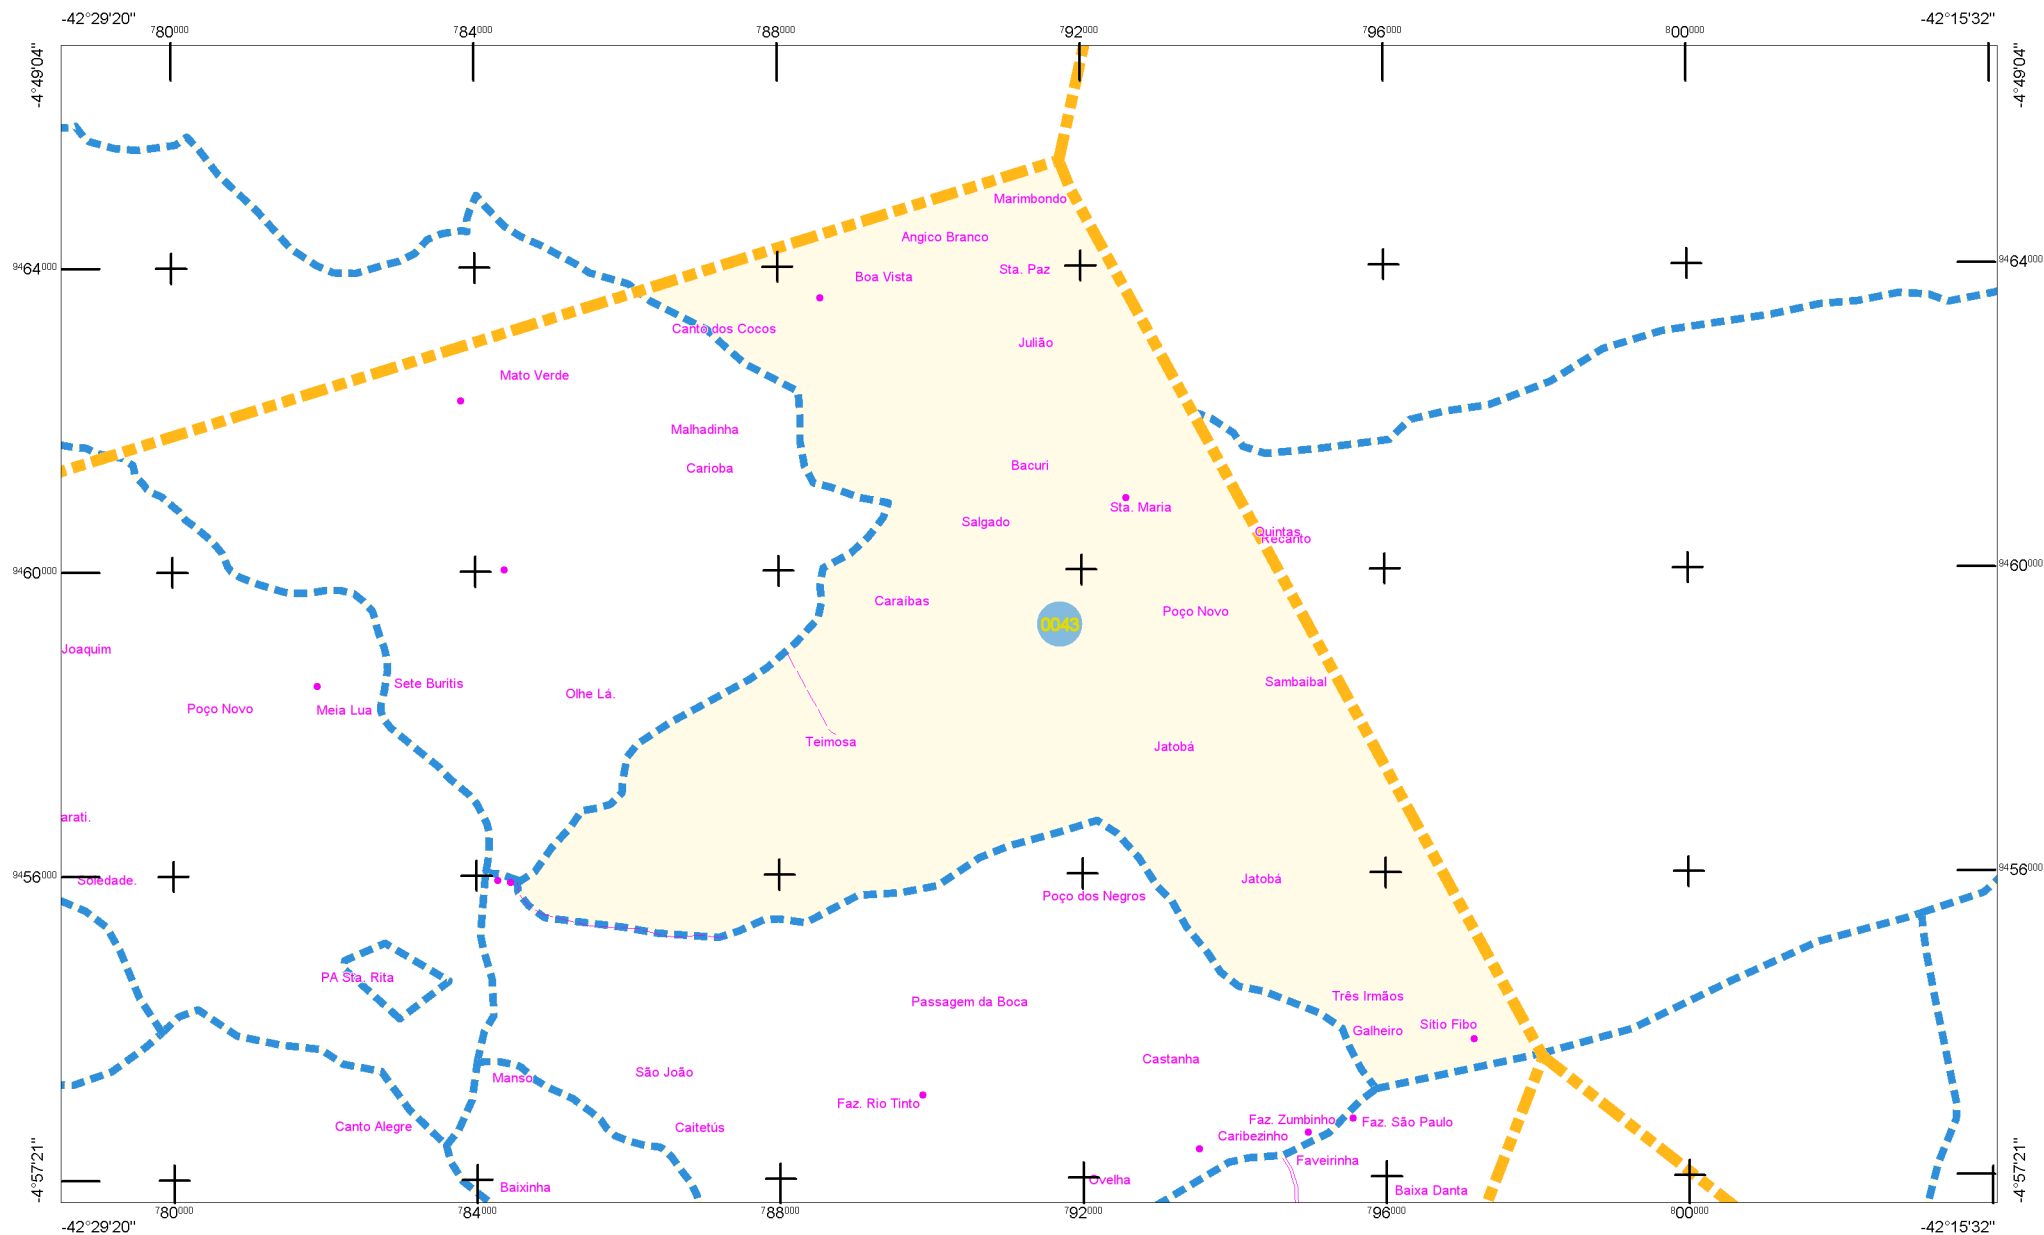 -42°29'20"
-42°15'32"
780000
784000
788000
792000
796000
800000
-4°49'04"
-4°49'04"
Marimbondo
Angico Branco
9464000
Sta. Paz
9464000
Boa Vista
Canto dos Cocos
Julião
Mato Verde
Malhadinha
Carioba
Bacuri
Sta. Maria
Salgado
Quintas
Recanto
9460000
9460000
Caraíbas
Poço Novo
0043
Joaquim
Sete Buritis
Olhe Lá.
Sambaibal
Poço Novo
Meia Lua
Teimosa
Jatobá
arati.
9456000
9456000
Soledade.
Jatobá
Poço dos Negros
PA Sta. Rita
Três Irmãos
Passagem da Boca
Sitio Fibo
Galheiro
Castanha
Manso
São João
Faz. Rio Tinto
Faz. Zumbinho
Faz. São Paulo
Canto Alegre
Caitetús
Caribezinho
Faveirinha
Baixinha
Ovelha
Baixa Danta
-4°57'21"
-4°57'21"
780000
784000
788000
792000
796000
800000
-42°29'20"
-42°15'32"